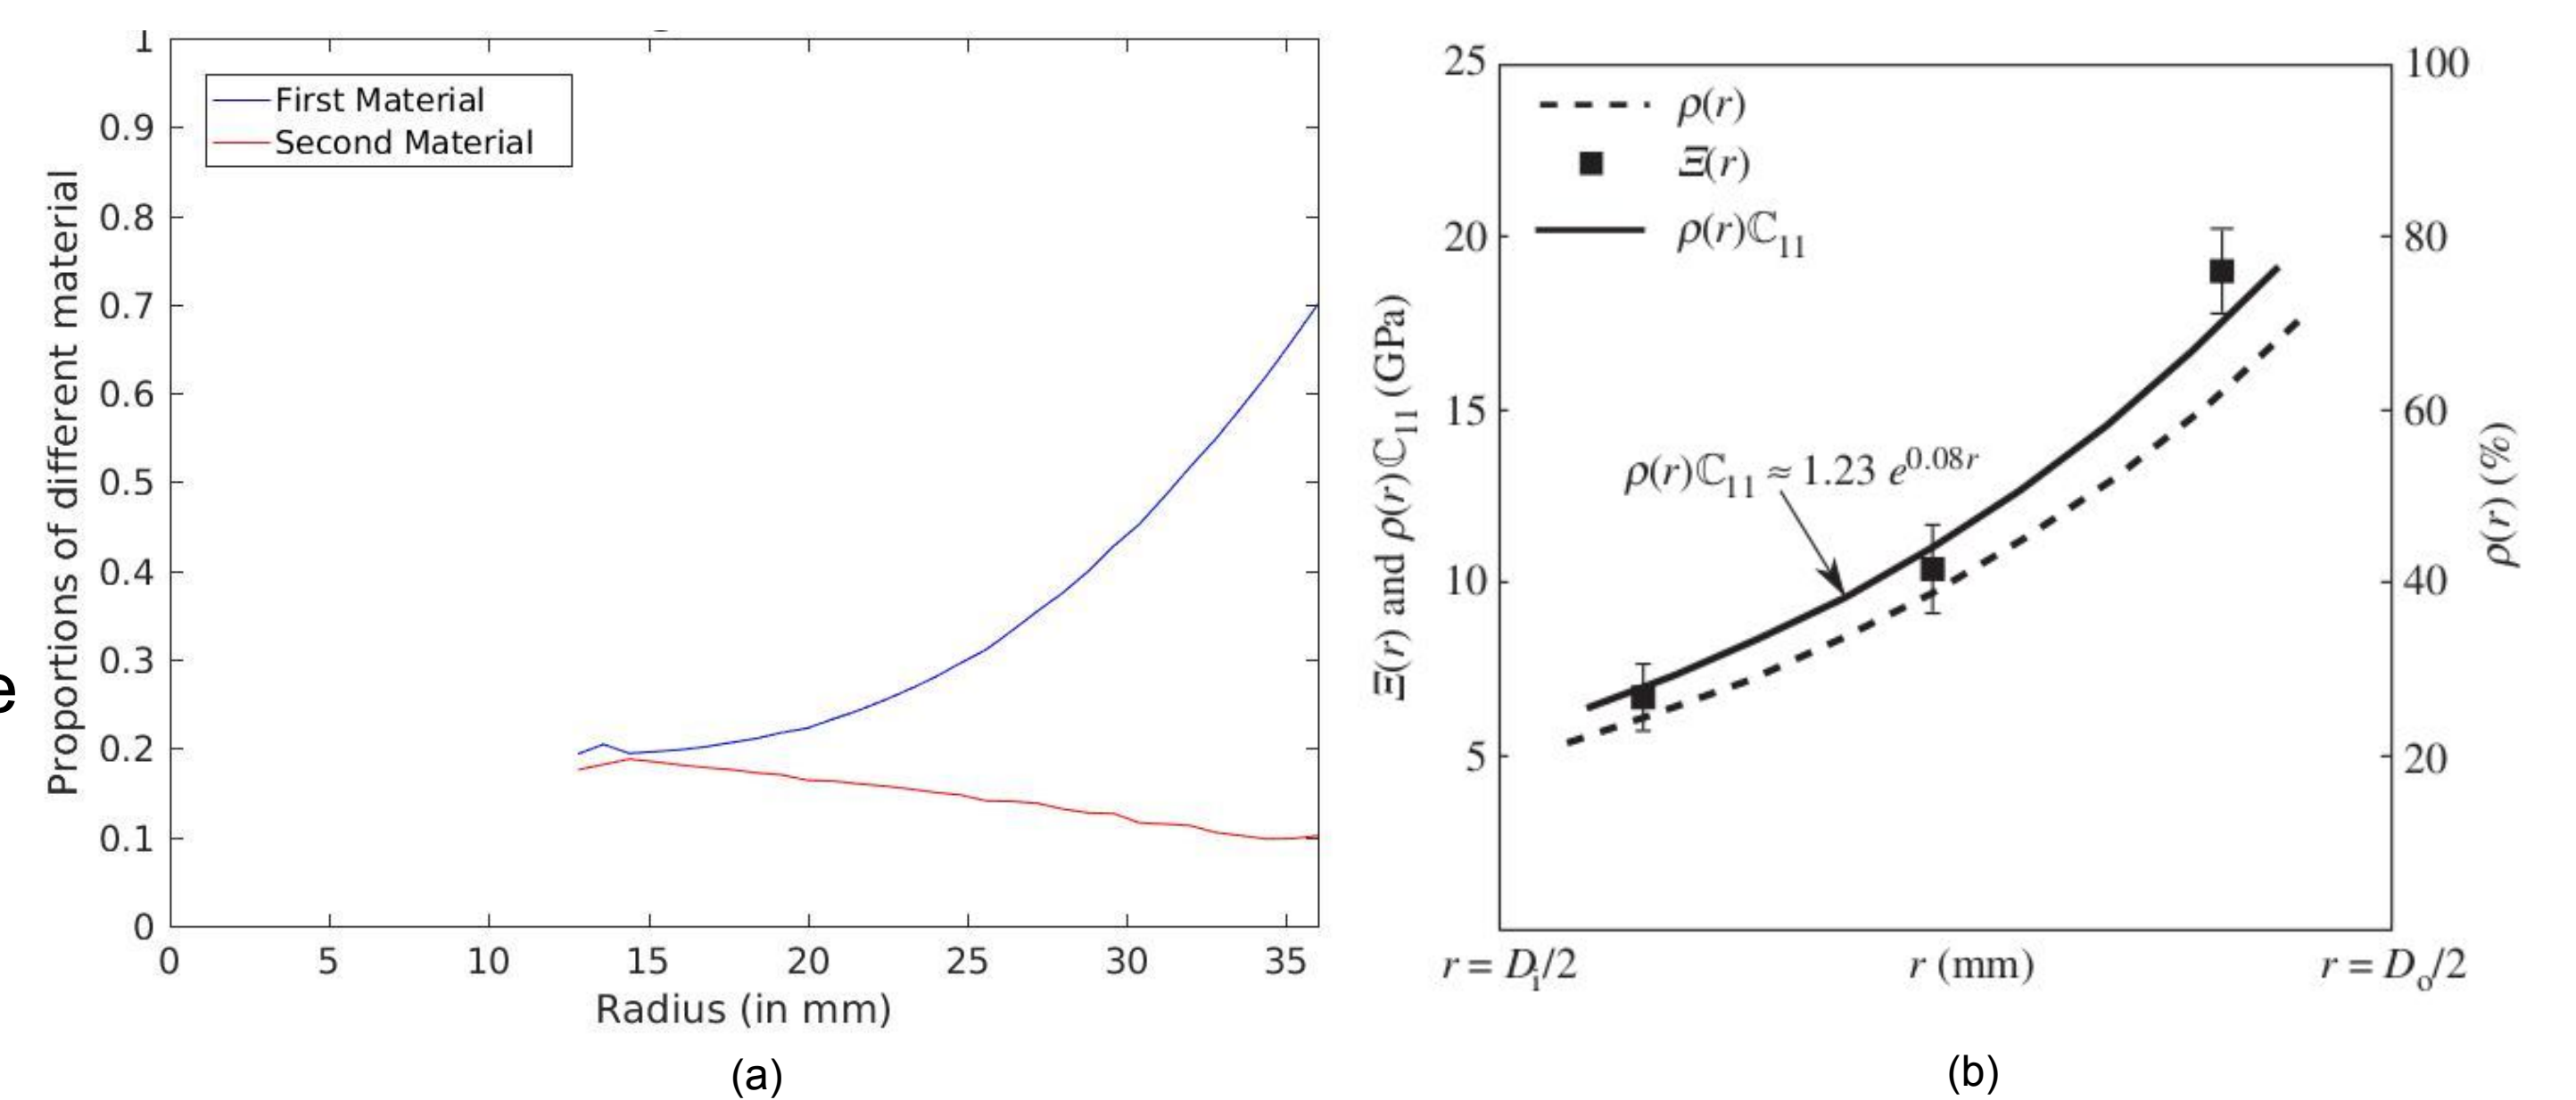 1
0.9
0.8
0.7
0.6
0.5
0.4
0.3
0.2
0.1
0
First Material
Second Material
Proportions of different material
0 5 10 15 20 25 30 35
Radius (in mm)
(a)
e
25
20
15
10
5
ρ(r)
Ξ(r)
ρ(r)ℂ₁₁
Ξ(r) and ρ(r)ℂ₁₁ (GPa)
ρ(r)ℂ₁₁ ≈ 1.23 e^0.08r
100
80
60
40
20
ρ(r) (%)
r = Dᵢ/2 r (mm) r = Dₒ/2
(b)